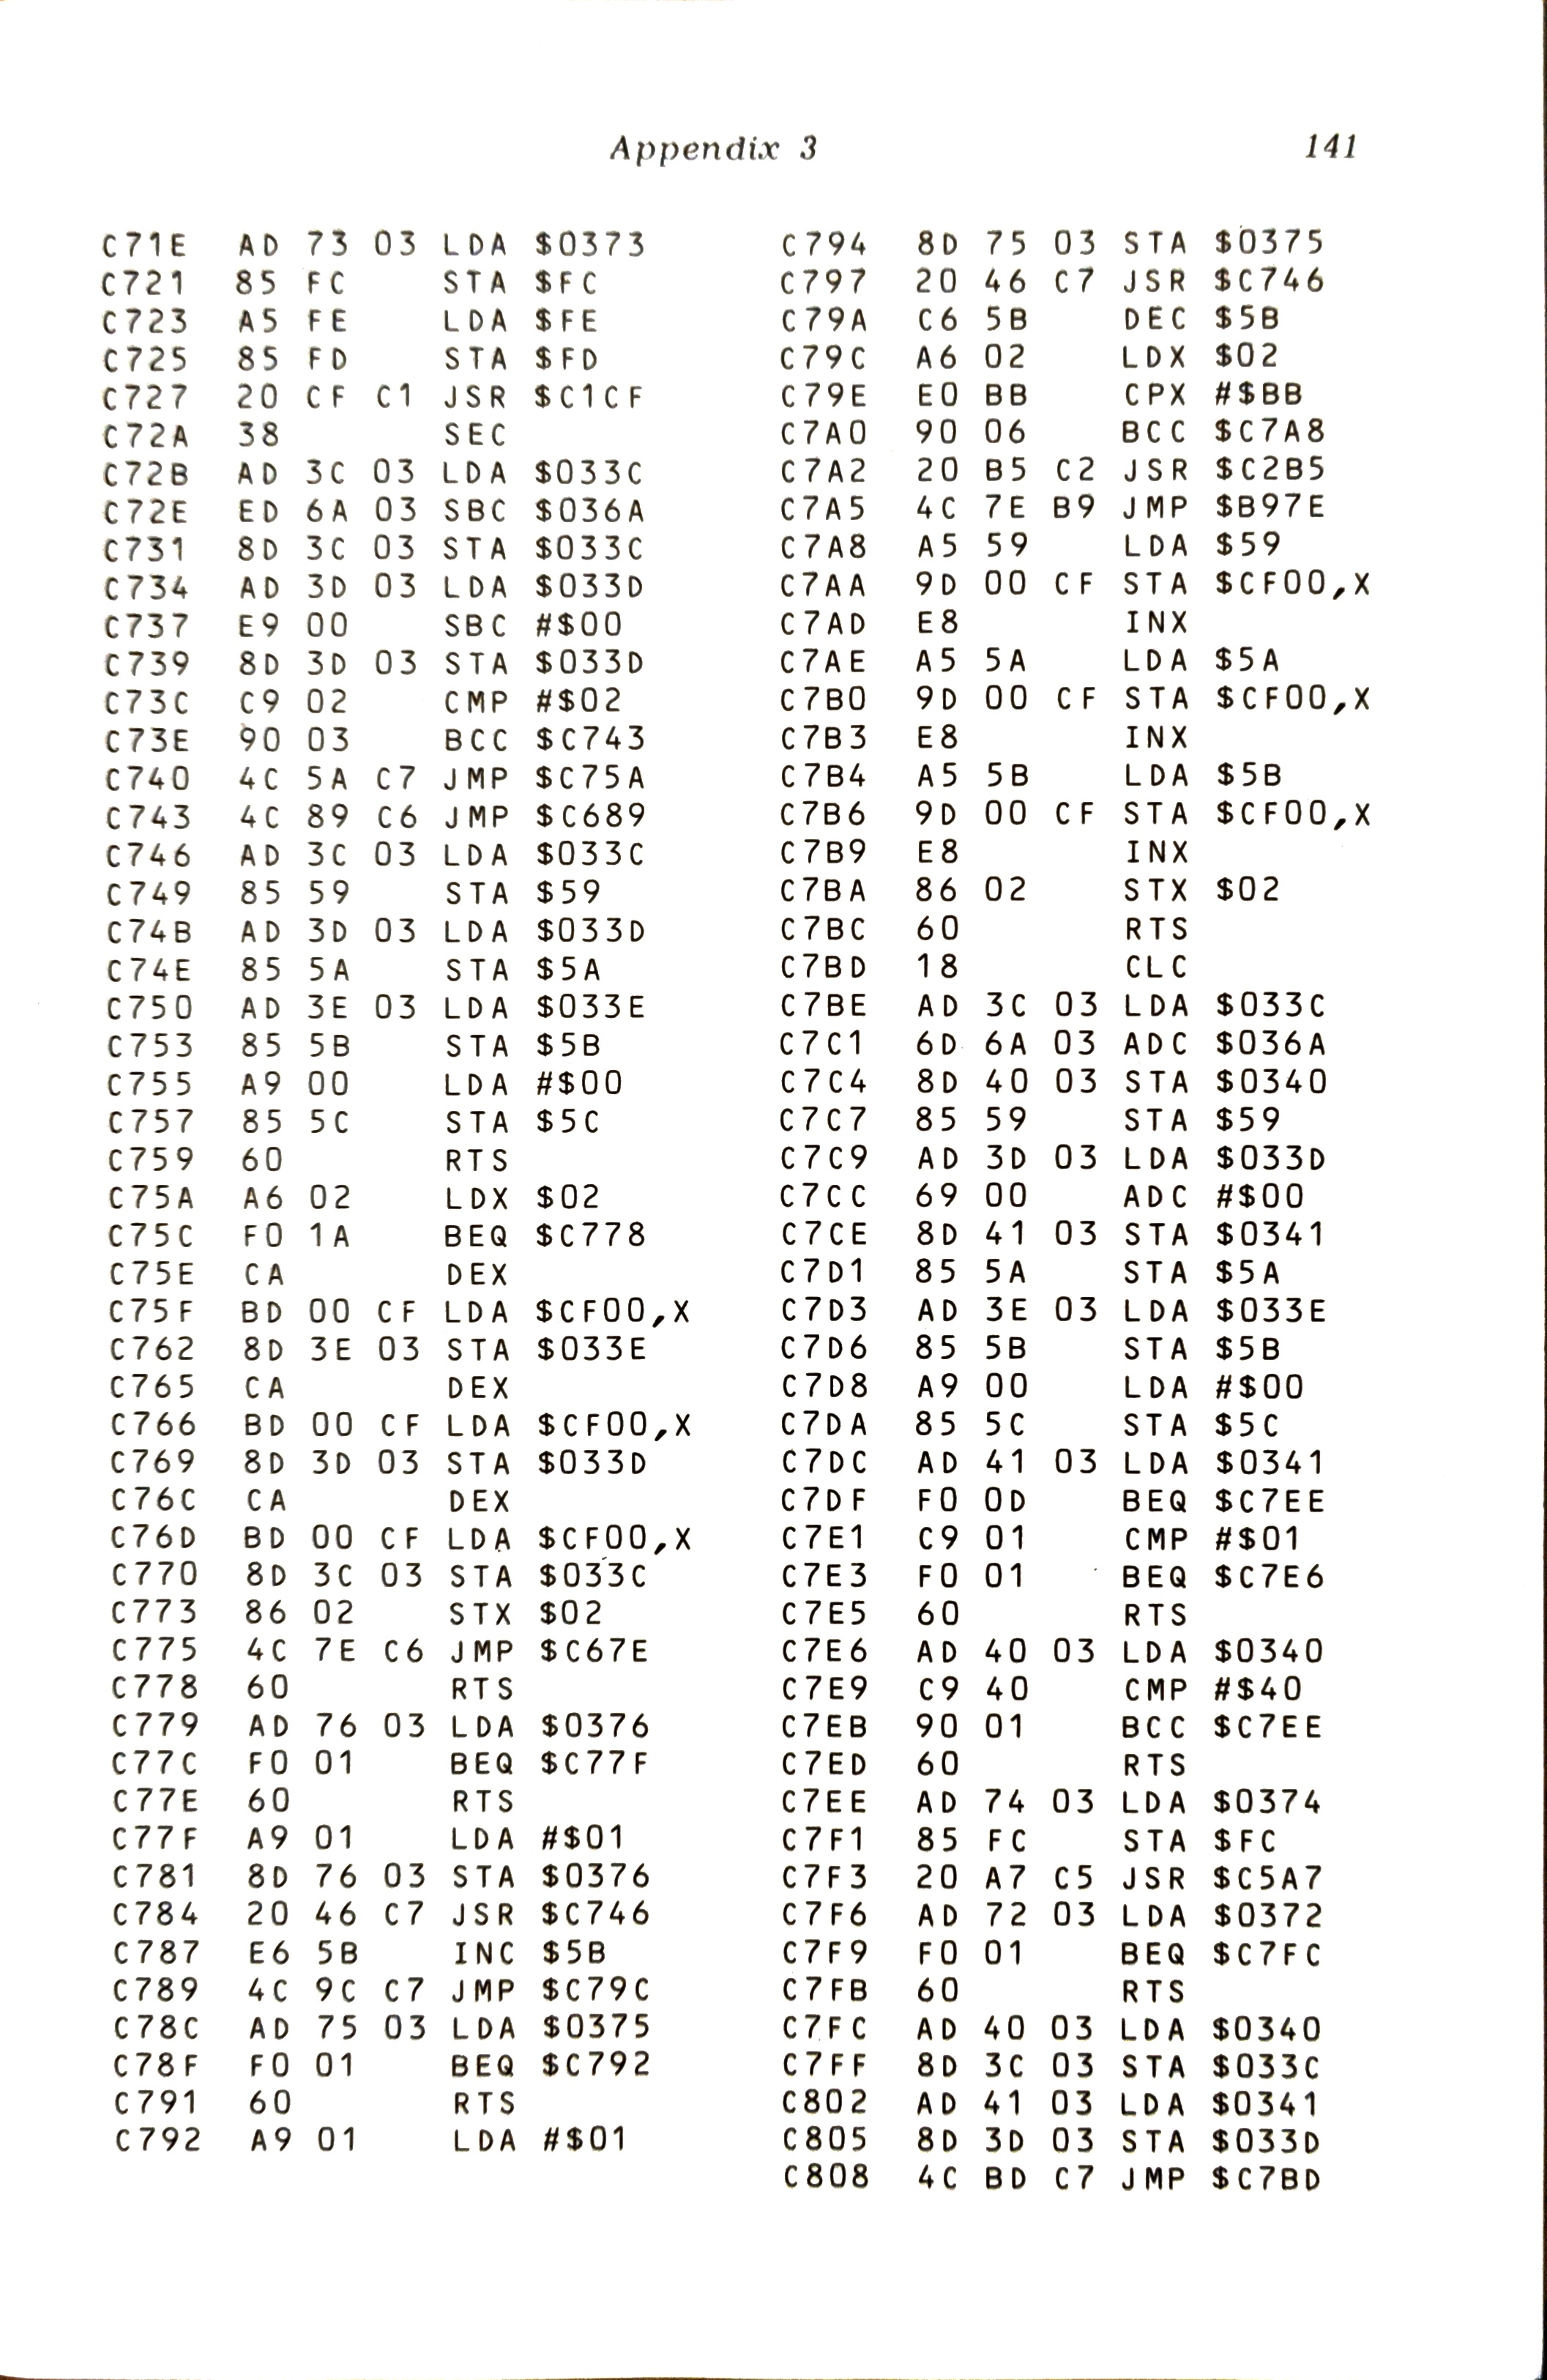 Appendix 3 141
C71E AD 73 03 LDA $0373
C721 85 FC STA $FC
C723 A5 FE LDA $FE
C725 85 FD STA $FD
C727 20 CF C1 JSR $C1CF
C72A 38 SEC
C72B AD 3C 03 LDA $033C
C72E ED 6A 03 SBC $036A
C731 8D 3C 03 STA $033C
C734 AD 3D 03 LDA $033D
C737 E9 00 SBC #$00
C739 8D 3D 03 STA $033D
C73C C9 02 CMP #$02
C73E 90 03 BCC $C743
C740 4C 5A C7 JMP $C75A
C743 4C 89 C6 JMP $C689
C746 AD 3C 03 LDA $033C
C749 85 59 STA $59
C74B AD 3D 03 LDA $033D
C74E 85 5A STA $5A
C750 AD 3E 03 LDA $033E
C753 85 5B STA $5B
C755 A9 00 LDA #$00
C757 85 5C STA $5C
C759 60 RTS
C75A A6 02 LDX $02
C75C F0 1A BEQ $C778
C75E CA DEX
C75F BD 00 CF LDA $CF00,X
C762 8D 3E 03 STA $033E
C765 CA DEX
C766 BD 00 CF LDA $CF00,X
C769 8D 3D 03 STA $033D
C76C CA DEX
C76D BD 00 CF LDA $CF00,X
C770 8D 3C 03 STA $033C
C773 86 02 STX $02
C775 4C 7E C6 JMP $C67E
C778 60 RTS
C779 AD 76 03 LDA $0376
C77C F0 01 BEQ $C77F
C77E 60 RTS
C77F A9 01 LDA #$01
C781 8D 76 03 STA $0376
C784 20 46 C7 JSR $C746
C787 E6 5B INC $5B
C789 4C 9C C7 JMP $C79C
C78C AD 75 03 LDA $0375
C78F F0 01 BEQ $C792
C791 60 RTS
C792 A9 01 LDA #$01
C794 8D 75 03 STA $0375
C797 20 46 C7 JSR $C746
C79A C6 5B DEC $5B
C79C A6 02 LDX $02
C79E E0 BB CPX #$BB
C7A0 90 06 BCC $C7A8
C7A2 20 B5 C2 JSR $C2B5
C7A5 4C 7E B9 JMP $B97E
C7A8 A5 59 LDA $59
C7AA 9D 00 CF STA $CF00,X
C7AD E8 INX
C7AE A5 5A LDA $5A
C7B0 9D 00 CF STA $CF00,X
C7B3 E8 INX
C7B4 A5 5B LDA $5B
C7B6 9D 00 CF STA $CF00,X
C7B9 E8 INX
C7BA 86 02 STX $02
C7BC 60 RTS
C7BD 18 CLC
C7BE AD 3C 03 LDA $033C
C7C1 6D 6A 03 ADC $036A
C7C4 8D 40 03 STA $0340
C7C7 85 59 STA $59
C7C9 AD 3D 03 LDA $033D
C7CC 69 00 ADC #$00
C7CE 8D 41 03 STA $0341
C7D1 85 5A STA $5A
C7D3 AD 3E 03 LDA $033E
C7D6 85 5B STA $5B
C7D8 A9 00 LDA #$00
C7DA 85 5C STA $5C
C7DC AD 41 03 LDA $0341
C7DF F0 0D BEQ $C7EE
C7E1 C9 01 CMP #$01
C7E3 F0 01 BEQ $C7E6
C7E5 60 RTS
C7E6 AD 40 03 LDA $0340
C7E9 C9 40 CMP #$40
C7EB 90 01 BCC $C7EE
C7ED 60 RTS
C7EE AD 74 03 LDA $0374
C7F1 85 FC STA $FC
C7F3 20 A7 C5 JSR $C5A7
C7F6 AD 72 03 LDA $0372
C7F9 F0 01 BEQ $C7FC
C7FB 60 RTS
C7FC AD 40 03 LDA $0340
C7FF 8D 3C 03 STA $033C
C802 AD 41 03 LDA $0341
C805 8D 3D 03 STA $033D
C808 4C BD C7 JMP $C7BD